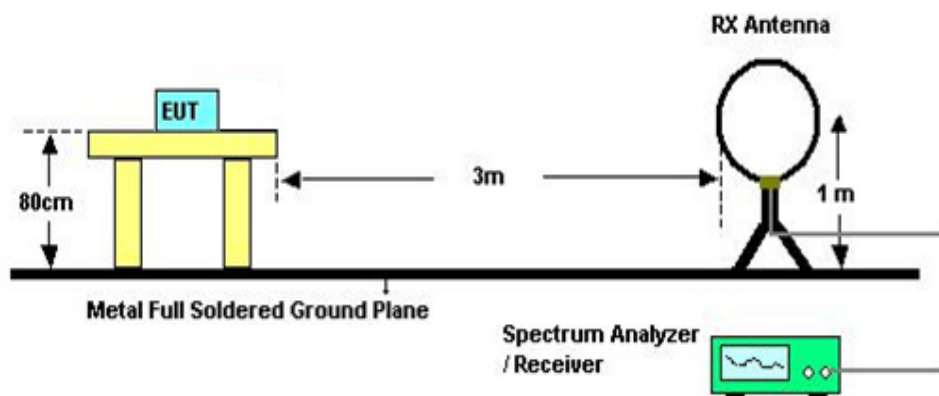 RX Antenna
EUT
80cm
3m
1 m
Metal Full Soldered Ground Plane
Spectrum Analyzer
/ Receiver